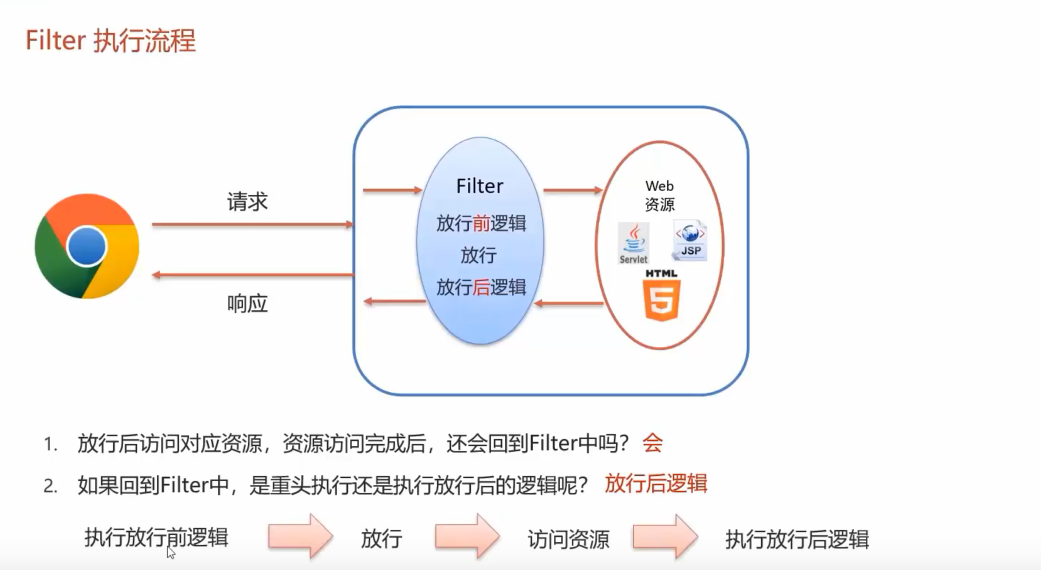 Filter 执行流程
请求
响应
Filter
放行前逻辑
放行
放行后逻辑
Web
资源
Servlet
JSP
HTML
5
1. 放行后访问对应资源，资源访问完成后，还会回到Filter中吗？会
2. 如果回到Filter中，是重头执行还是执行放行后的逻辑呢？放行后逻辑
执行放行前逻辑 放行 访问资源 执行放行后逻辑